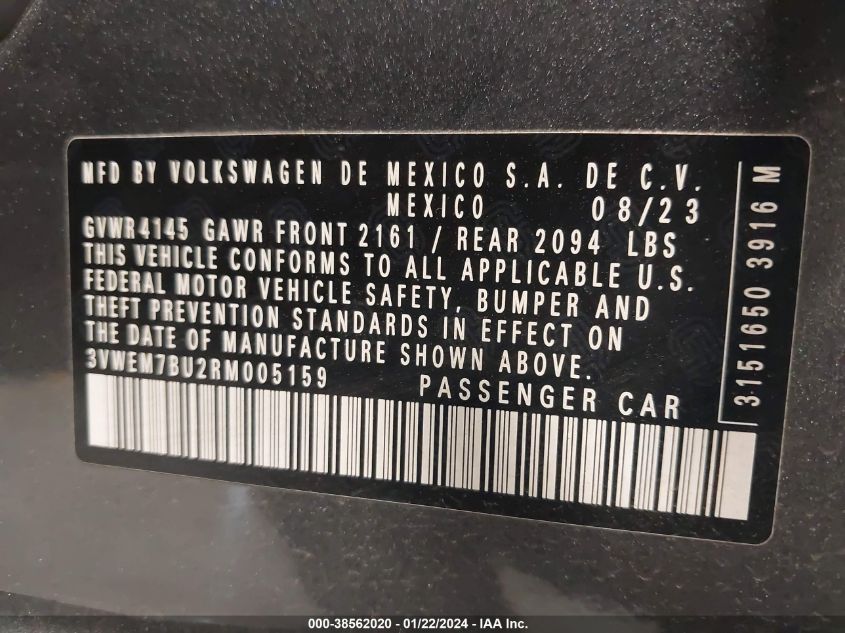 MFD BY VOLKSWAGEN DE MEXICO S.A. DE C.V.
MEXICO 08/23
GVWR4145 GAWR FRONT 2161 / REAR 2094 LBS
THIS VEHICLE CONFORMS TO ALL APPLICABLE U.S.
FEDERAL MOTOR VEHICLE SAFETY, BUMPER AND
THEFT PREVENTION STANDARDS IN EFFECT ON
THE DATE OF MANUFACTURE SHOWN ABOVE.
3VWEM7BU2RM005159 PASSENGER CAR
3151650 3916 M
000-38562020 - 01/22/2024 - IAA Inc.